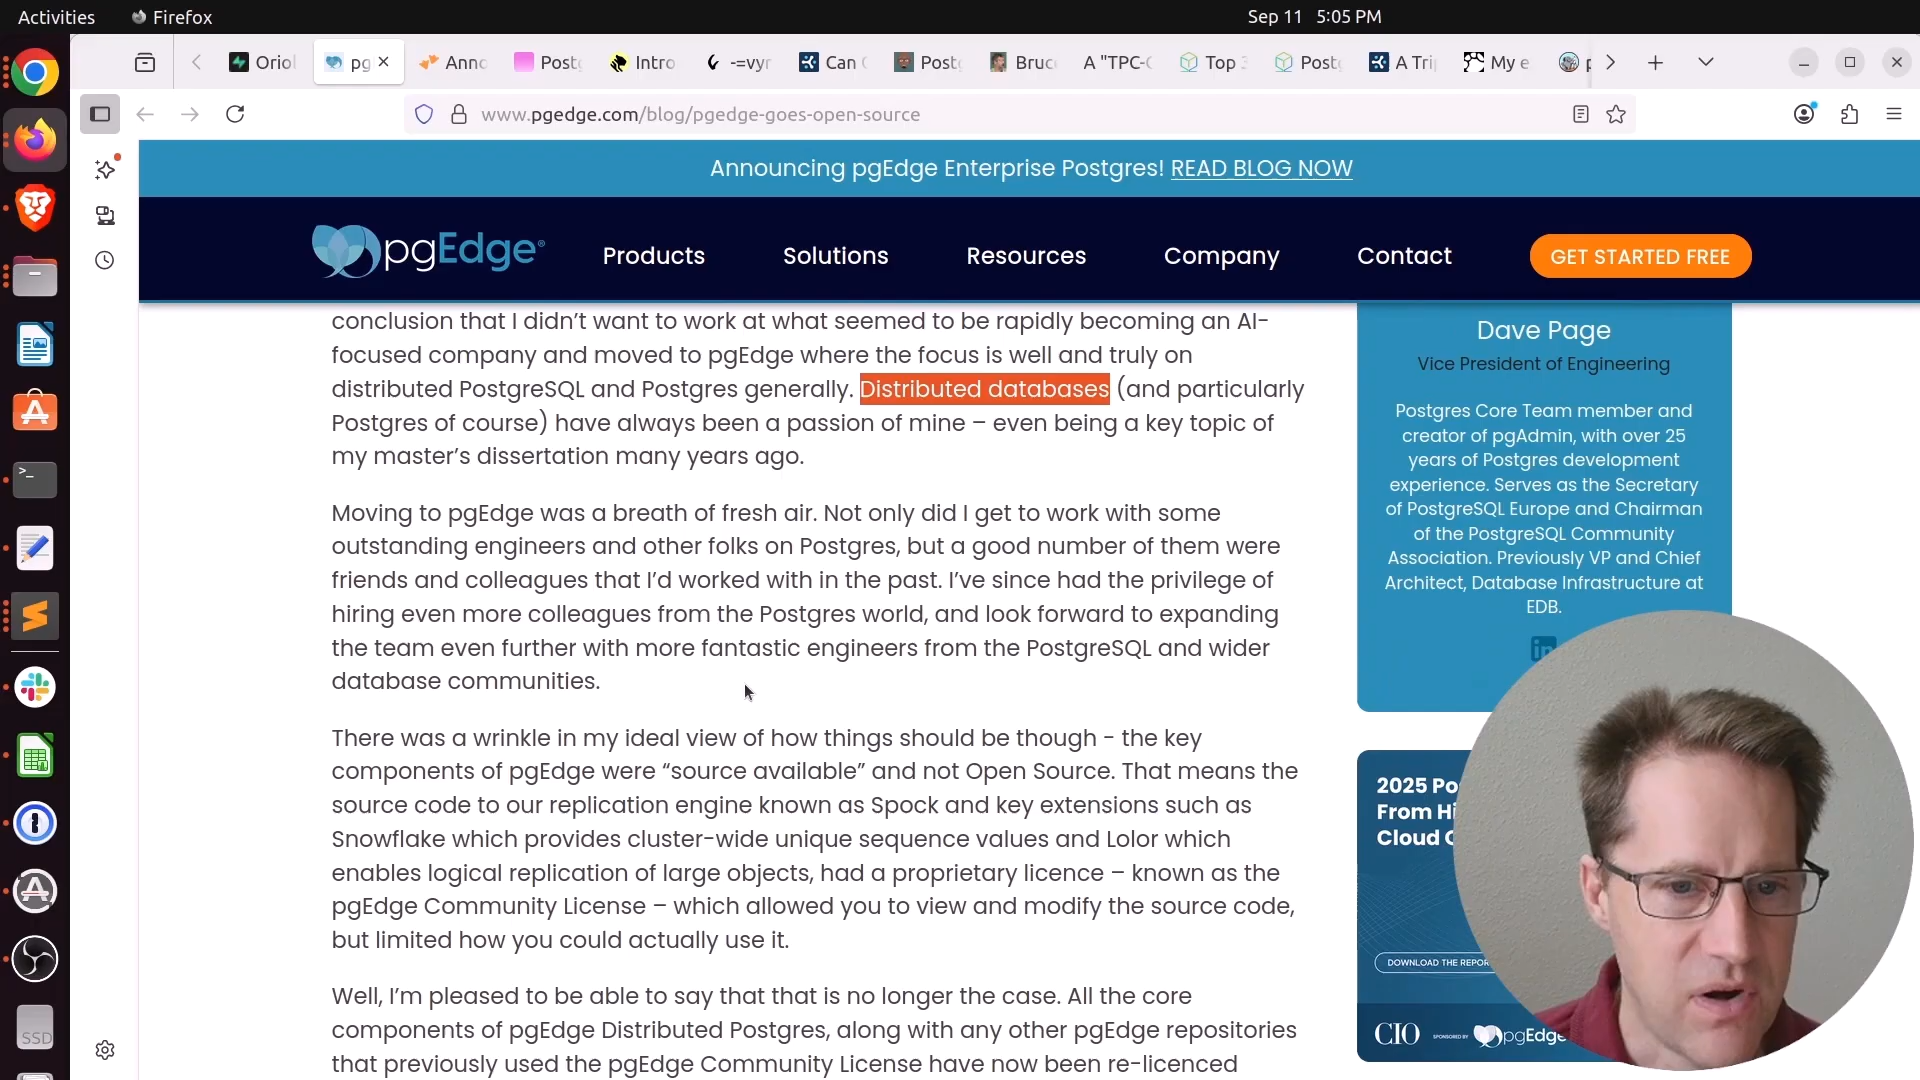 Activities
Firefox
Sep 11 5:05 PM
Oriol
pg
Anno
Postg
Intro
-=vyr
Can
Postg
Bruc
A "TPC-C
Top 3
Postg
A Tri
My e
www.pgedge.com/blog/pgedge-goes-open-source
Announcing pgEdge Enterprise Postgres! READ BLOG NOW
pgEdge®
Products
Solutions
Resources
Company
Contact
GET STARTED FREE
conclusion that I didn’t want to work at what seemed to be rapidly becoming an AI-
focused company and moved to pgEdge where the focus is well and truly on
distributed PostgreSQL and Postgres generally. Distributed databases (and particularly
Postgres of course) have always been a passion of mine – even being a key topic of
my master’s dissertation many years ago.
Moving to pgEdge was a breath of fresh air. Not only did I get to work with some
outstanding engineers and other folks on Postgres, but a good number of them were
friends and colleagues that I’d worked with in the past. I’ve since had the privilege of
hiring even more colleagues from the Postgres world, and look forward to expanding
the team even further with more fantastic engineers from the PostgreSQL and wider
database communities.
There was a wrinkle in my ideal view of how things should be though - the key
components of pgEdge were “source available” and not Open Source. That means the
source code to our replication engine known as Spock and key extensions such as
Snowflake which provides cluster-wide unique sequence values and Lolor which
enables logical replication of large objects, had a proprietary licence – known as the
pgEdge Community License – which allowed you to view and modify the source code,
but limited how you could actually use it.
Well, I’m pleased to be able to say that that is no longer the case. All the core
components of pgEdge Distributed Postgres, along with any other pgEdge repositories
that previously used the pgEdge Community License have now been re-licenced
Dave Page
Vice President of Engineering
Postgres Core Team member and
creator of pgAdmin, with over 25
years of Postgres development
experience. Serves as the Secretary
of PostgreSQL Europe and Chairman
of the PostgreSQL Community
Association. Previously VP and Chief
Architect, Database Infrastructure at
EDB.
in
2025 Po
From Hi
Cloud
DOWNLOAD THE REPOR
CIO SPONSORED BY pgEdge
SSD